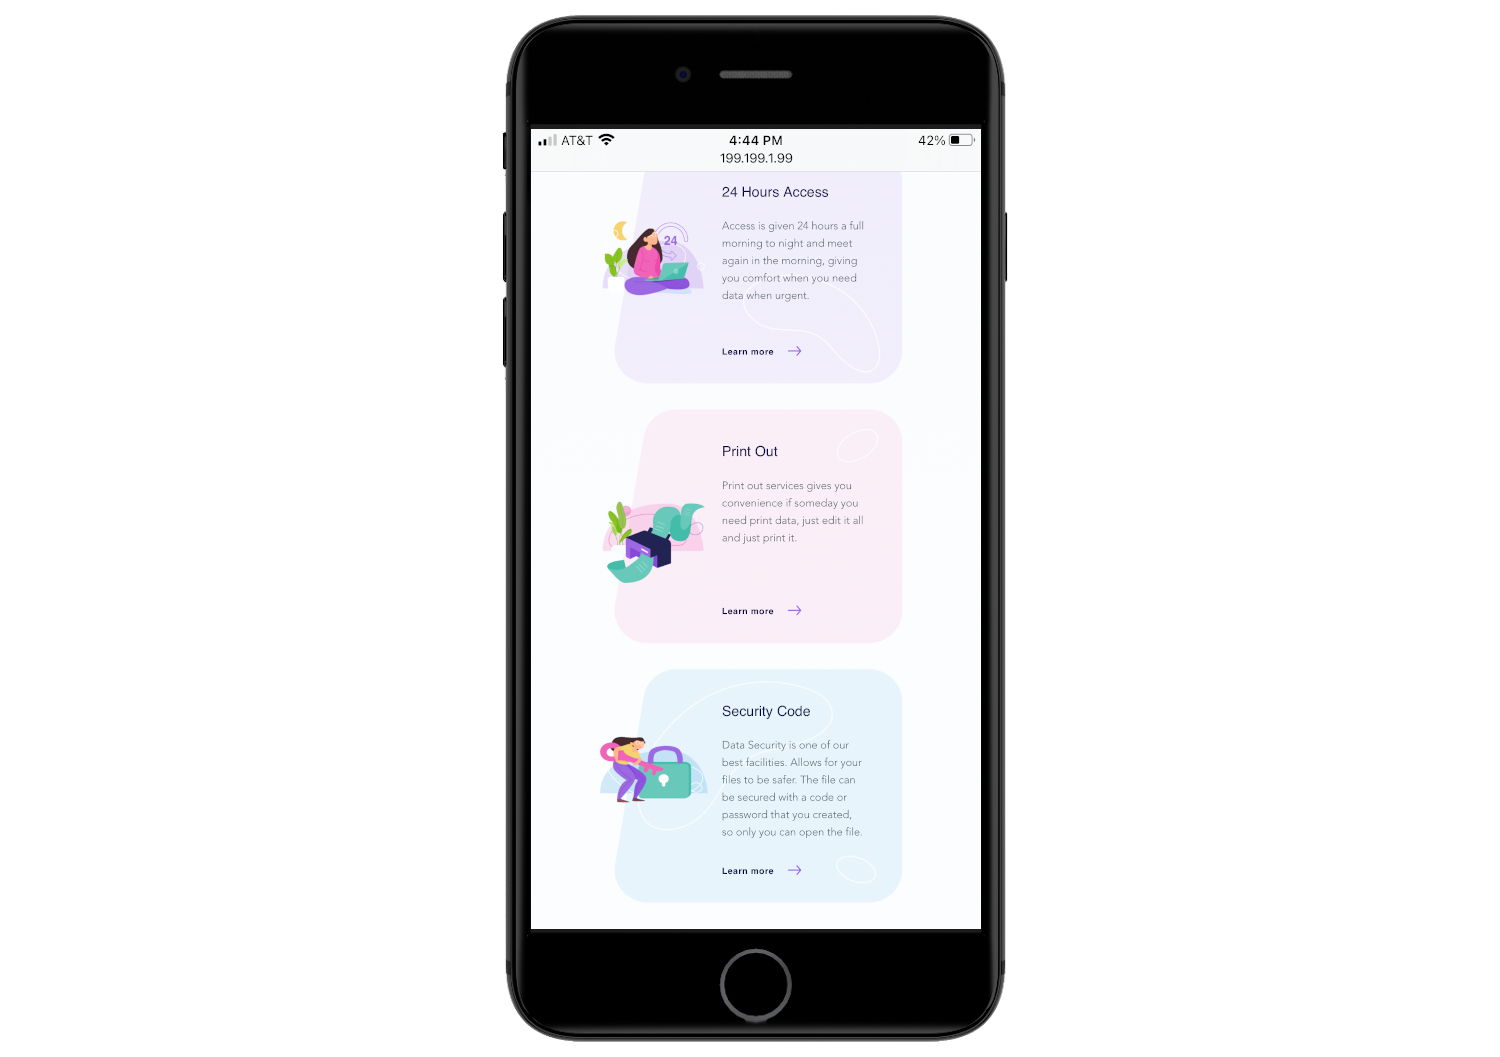 AT&T 4:44 PM 42%
199.199.1.99
24 Hours Access
Access is given 24 hours a full
morning to night and meet
again in the morning, giving
you comfort when you need
data when urgent.
24
Learn more
Print Out
Print out services gives you
convenience if someday you
need print data, just edit it all
and just print it.
Learn more
Security Code
Data Security is one of our
best facilities. Allows for your
files to be safer. The file can
be secured with a code or
password that you created,
so only you can open the file.
Learn more